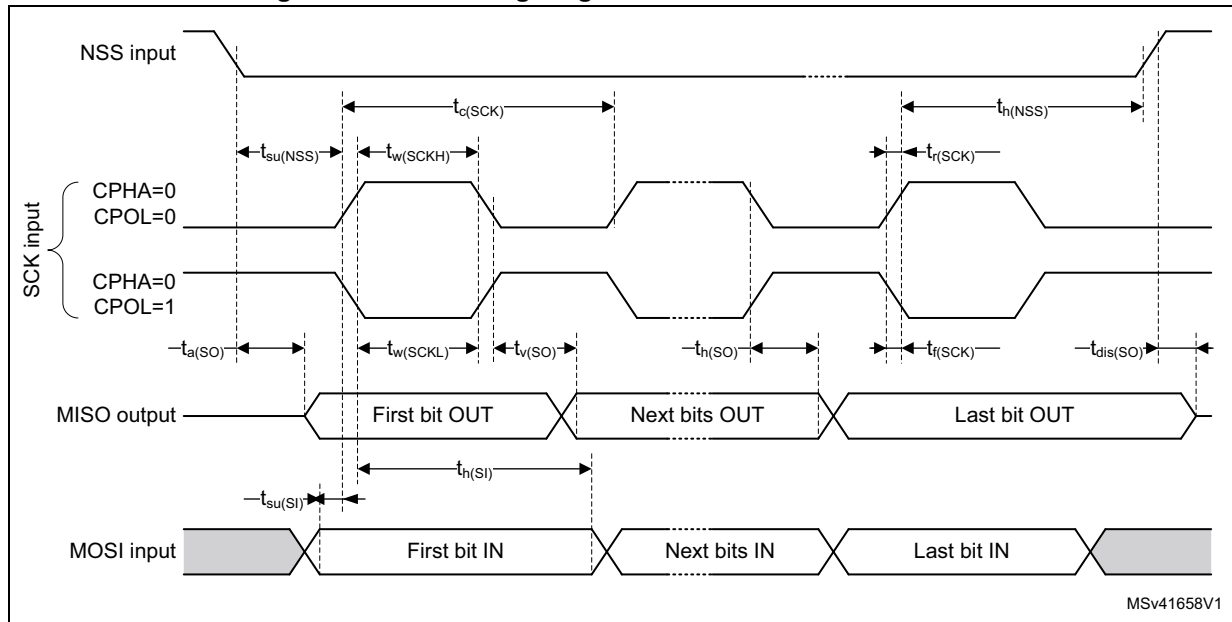 NSS input
tc(SCK)
th(NSS)
tsu(NSS)
tw(SCKH)
tr(SCK)
SCK input
CPHA=0
CPOL=0
CPHA=0
CPOL=1
ta(SO)
tw(SCKL)
tv(SO)
th(SO)
tf(SCK)
tdis(SO)
MISO output
First bit OUT
Next bits OUT
Last bit OUT
th(SI)
tsu(SI)
MOSI input
First bit IN
Next bits IN
Last bit IN
MSv41658V1